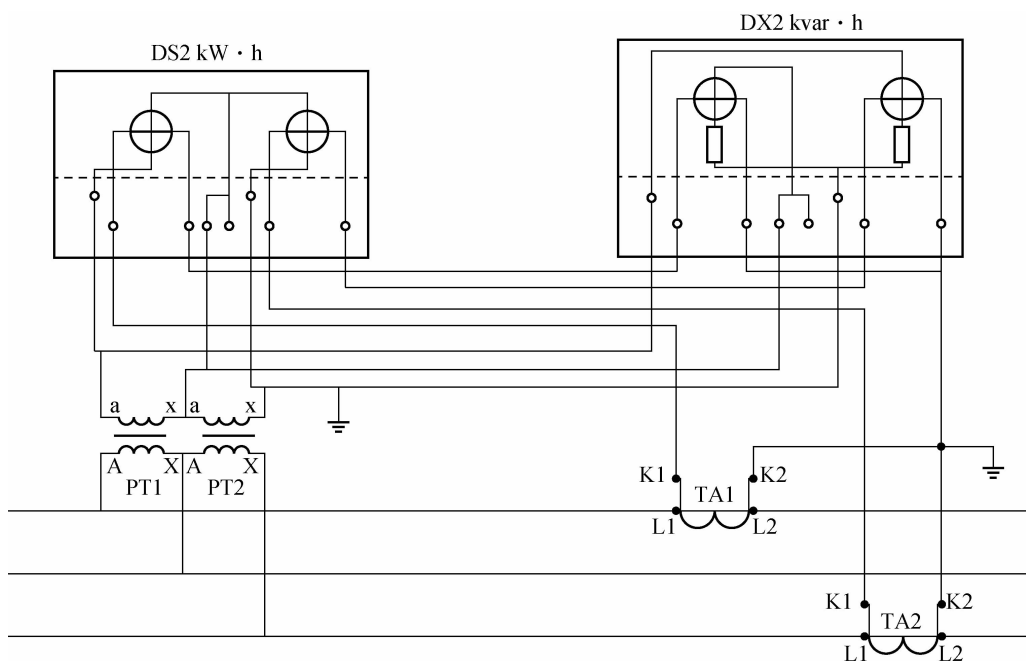 DX2 kvar·h
DS2 kW·h
a x a x
A X A X
PT1 PT2
K1 TA1 K2
L1 L2
K1 TA2 K2
L1 L2